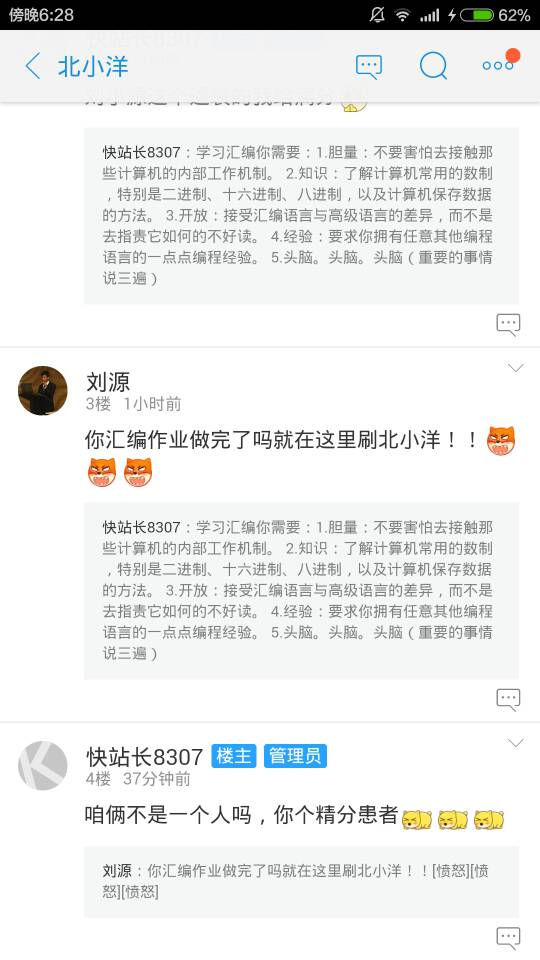 傍晚6:28
62%
北小洋
快站长8307：学习汇编你需要：1.胆量：不要害怕去接触那
些计算机的内部工作机制。 2.知识：了解计算机常用的数制
，特别是二进制、十六进制、八进制，以及计算机保存数据
的方法。 3.开放：接受汇编语言与高级语言的差异，而不是
去指责它如何的不好读。 4.经验：要求你拥有任意其他编程
语言的一点点编程经验。 5.头脑。头脑。头脑（重要的事情
说三遍）
刘源
3楼 1小时前
你汇编作业做完了吗就在这里刷北小洋！！
快站长8307：学习汇编你需要：1.胆量：不要害怕去接触那
些计算机的内部工作机制。 2.知识：了解计算机常用的数制
，特别是二进制、十六进制、八进制，以及计算机保存数据
的方法。 3.开放：接受汇编语言与高级语言的差异，而不是
去指责它如何的不好读。 4.经验：要求你拥有任意其他编程
语言的一点点编程经验。 5.头脑。头脑。头脑（重要的事情
说三遍）
快站长8307 楼主 管理员
4楼 37分钟前
咱俩不是一个人吗，你个精分患者
刘源：你汇编作业做完了吗就在这里刷北小洋！！[愤怒][愤
怒][愤怒]